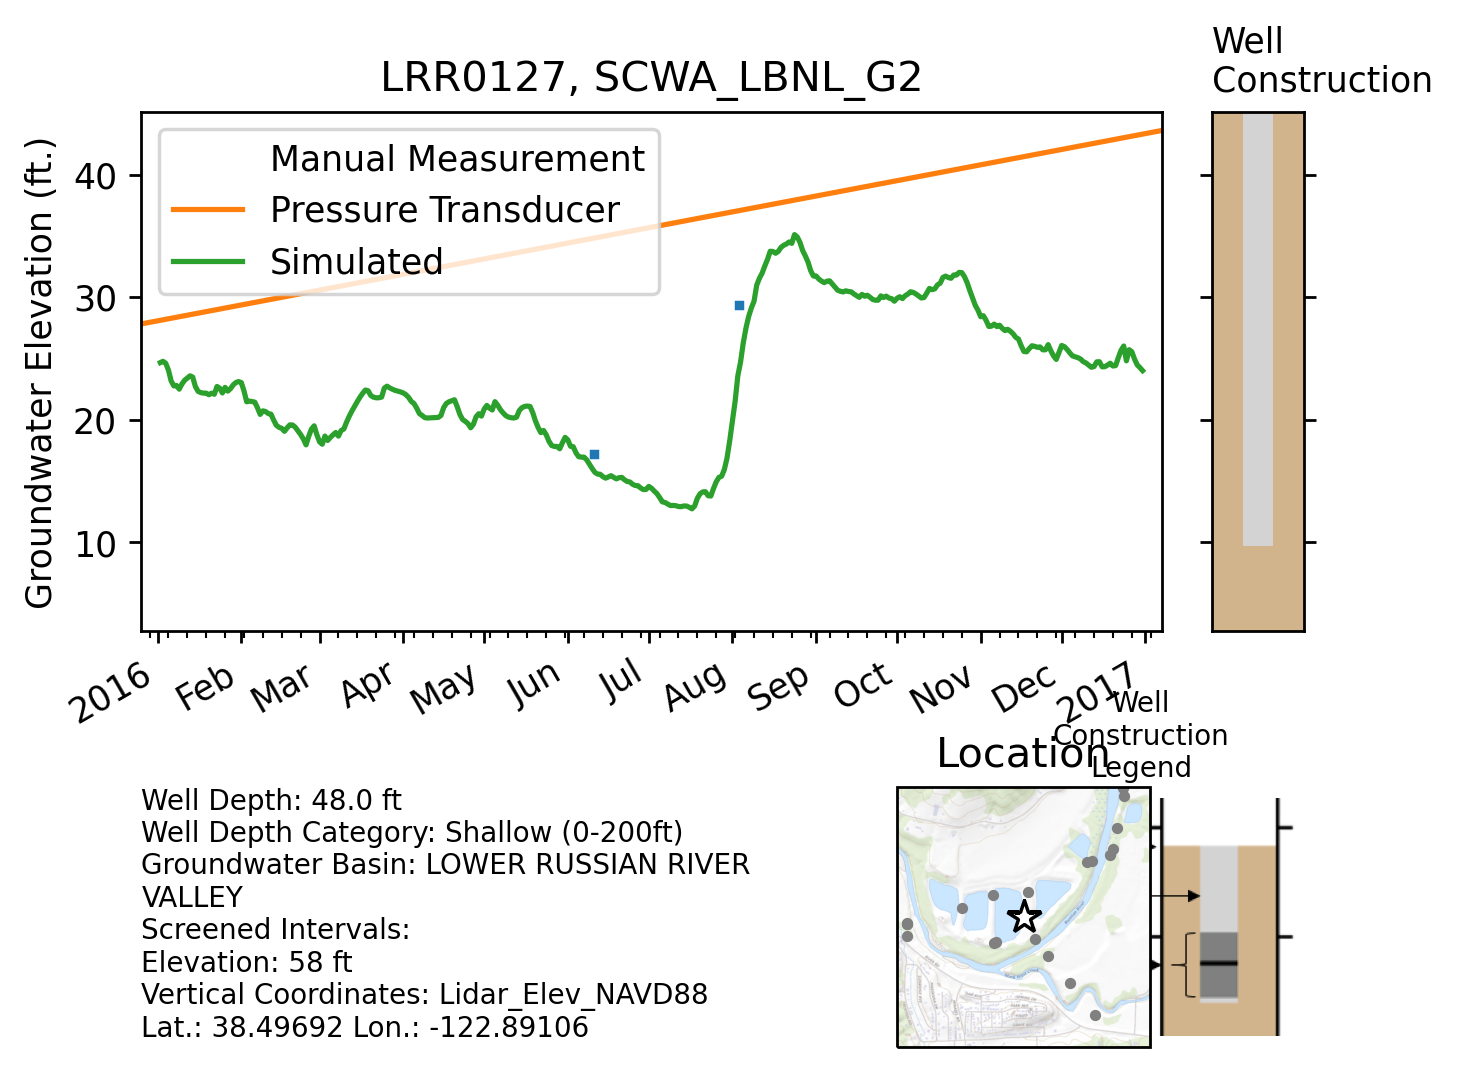 Well
Construction
LRR0127, SCWA_LBNL_G2
Manual Measurement
Pressure Transducer
Simulated
Groundwater Elevation (ft.)
40
30
20
10
2016
Feb
Mar
Apr
May
Jun
Jul
Aug
Sep
Oct
Nov
Dec
2017
Well
Construction
Legend
Location
Well Depth: 48.0 ft
Well Depth Category: Shallow (0-200ft)
Groundwater Basin: LOWER RUSSIAN RIVER
VALLEY
Screened Intervals:
Elevation: 58 ft
Vertical Coordinates: Lidar_Elev_NAVD88
Lat.: 38.49692 Lon.: -122.89106